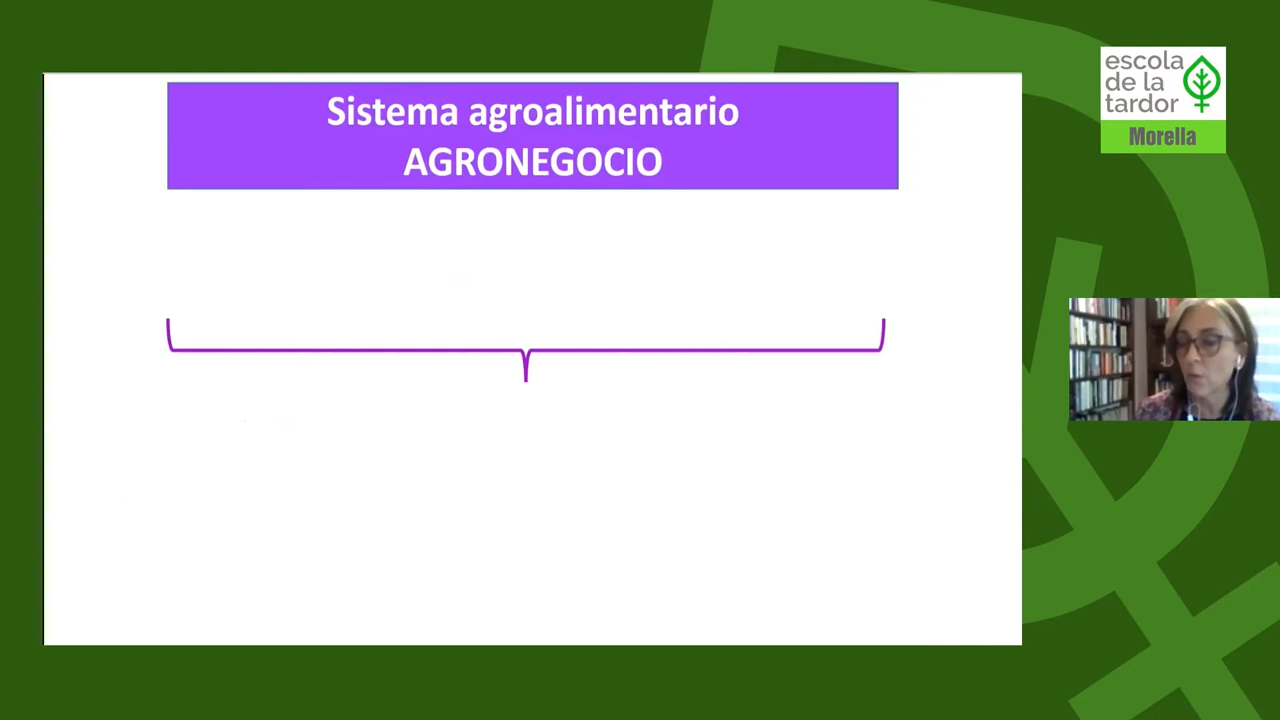 Sistema agroalimentario
AGRONEGOCIO
escola
de la
tardor
Morella